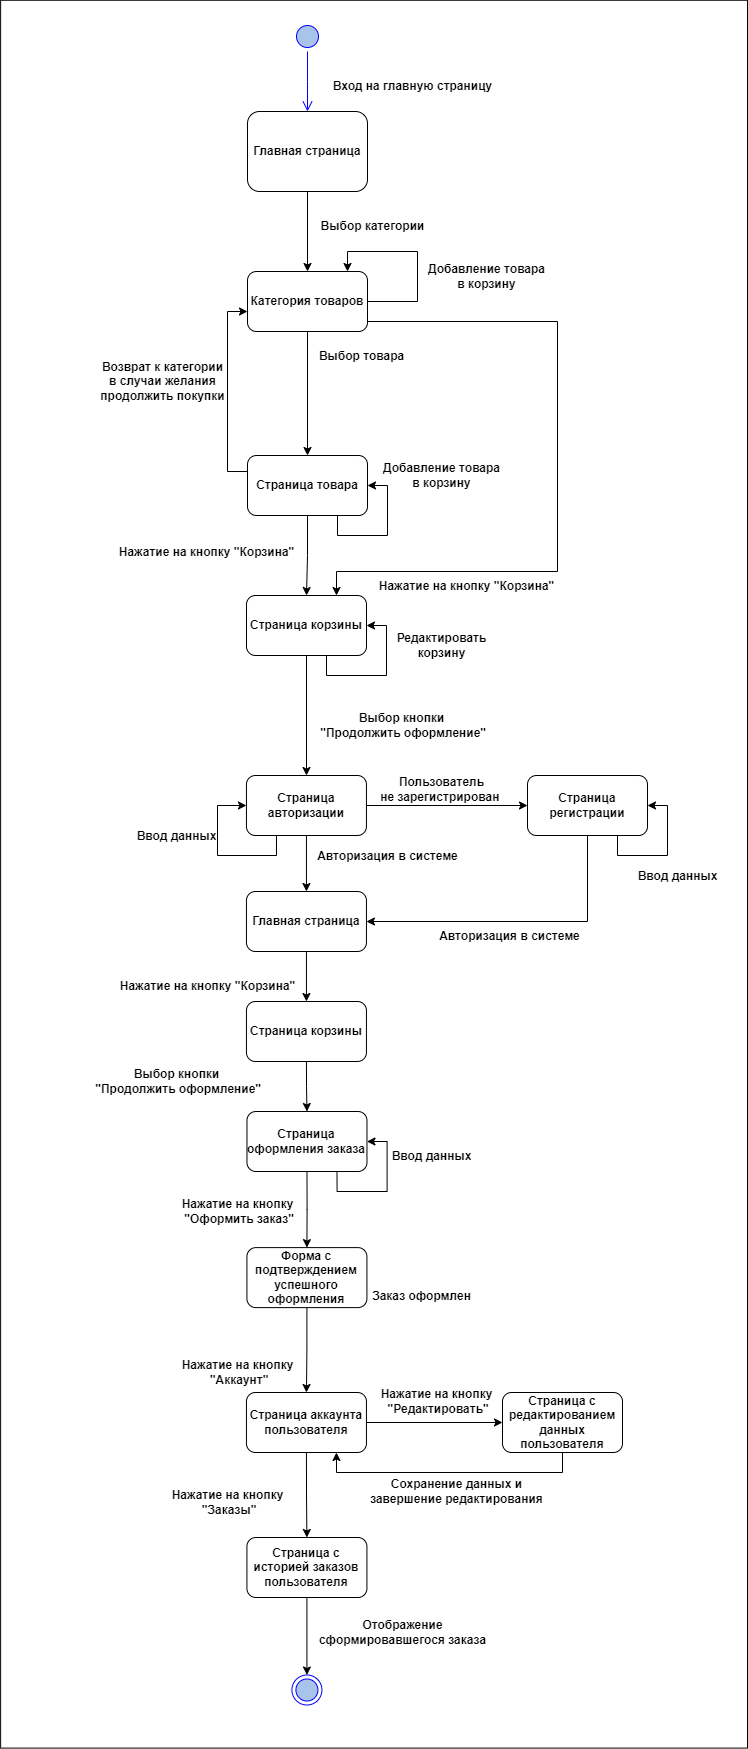 Вход на главную страницу
Главная страница
Выбор категории
Добавление товара
в корзину
Категория товаров
Выбор товара
Возврат к категории
в случаи желания
продолжить покупки
Добавление товара
в корзину
Страница товара
Нажатие на кнопку "Корзина"
Нажатие на кнопку "Корзина"
Страница корзины
Редактировать
корзину
Выбор кнопки
"Продолжить оформление"
Страница
авторизации
Пользователь
не зарегистрирован
Страница
регистрации
Ввод данных
Авторизация в системе
Ввод данных
Главная страница
Авторизация в системе
Нажатие на кнопку "Корзина"
Страница корзины
Выбор кнопки
"Продолжить оформление"
Страница
оформления заказа
Ввод данных
Нажатие на кнопку
"Оформить заказ"
Форма с
подтверждением
успешного
оформления
Заказ оформлен
Нажатие на кнопку
"Аккаунт"
Страница аккаунта
пользователя
Нажатие на кнопку
"Редактировать"
Страница с
редактированием
данных
пользователя
Сохранение данных и
завершение редактирования
Нажатие на кнопку
"Заказы"
Страница с
историей заказов
пользователя
Отображение
сформировавшегося заказа